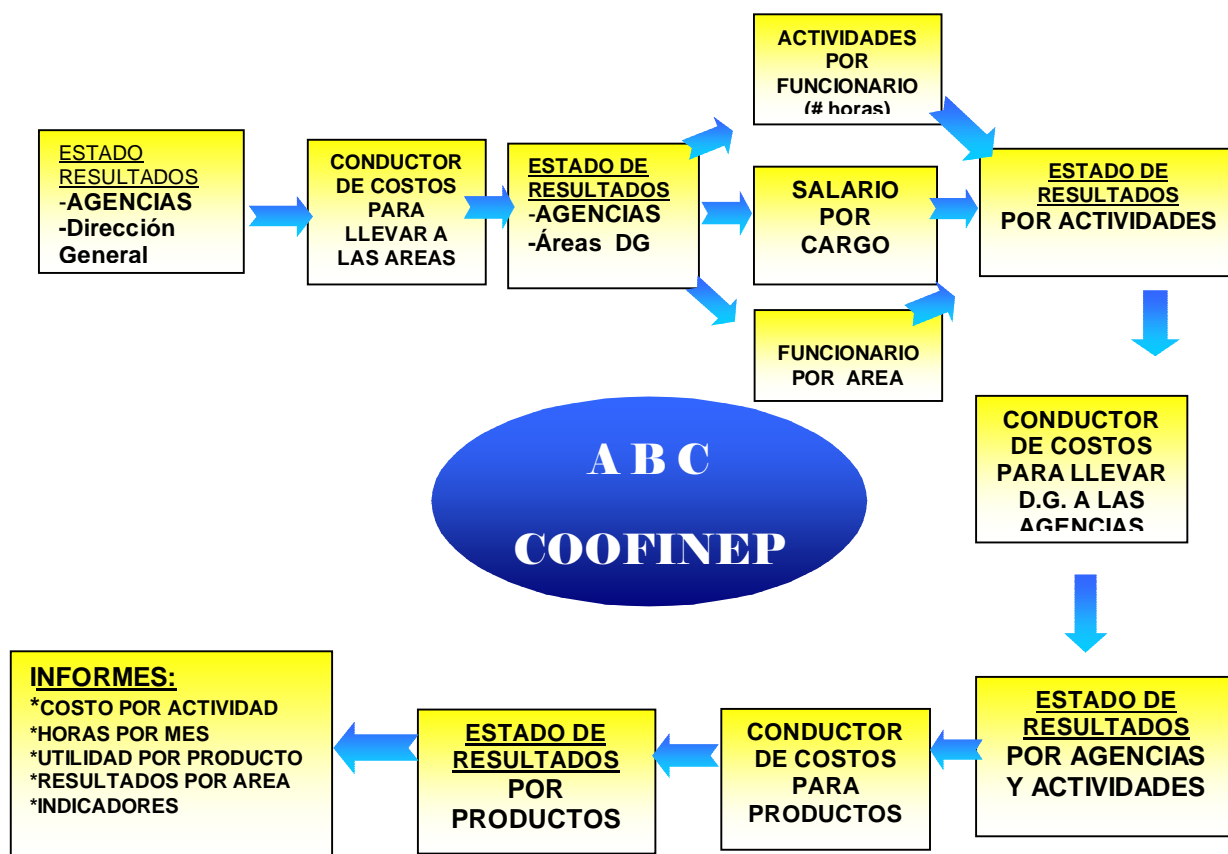 ESTADO
RESULTADOS
-AGENCIAS
-Dirección
General
CONDUCTOR
DE COSTOS
PARA
LLEVAR A
LAS AREAS
ESTADO DE
RESULTADOS
-AGENCIAS
-Áreas DG
ACTIVIDADES
POR
FUNCIONARIO
(# horas)
SALARIO
POR
CARGO
FUNCIONARIO
POR AREA
ESTADO DE
RESULTADOS
POR ACTIVIDADES
CONDUCTOR
DE COSTOS
PARA LLEVAR
D.G. A LAS
AGENCIAS
A B C
COOFINEP
ESTADO DE
RESULTADOS
POR AGENCIAS
Y ACTIVIDADES
CONDUCTOR
DE COSTOS
PARA
PRODUCTOS
ESTADO DE
RESULTADOS
POR
PRODUCTOS
INFORMES:
*COSTO POR ACTIVIDAD
*HORAS POR MES
*UTILIDAD POR PRODUCTO
*RESULTADOS POR AREA
*INDICADORES